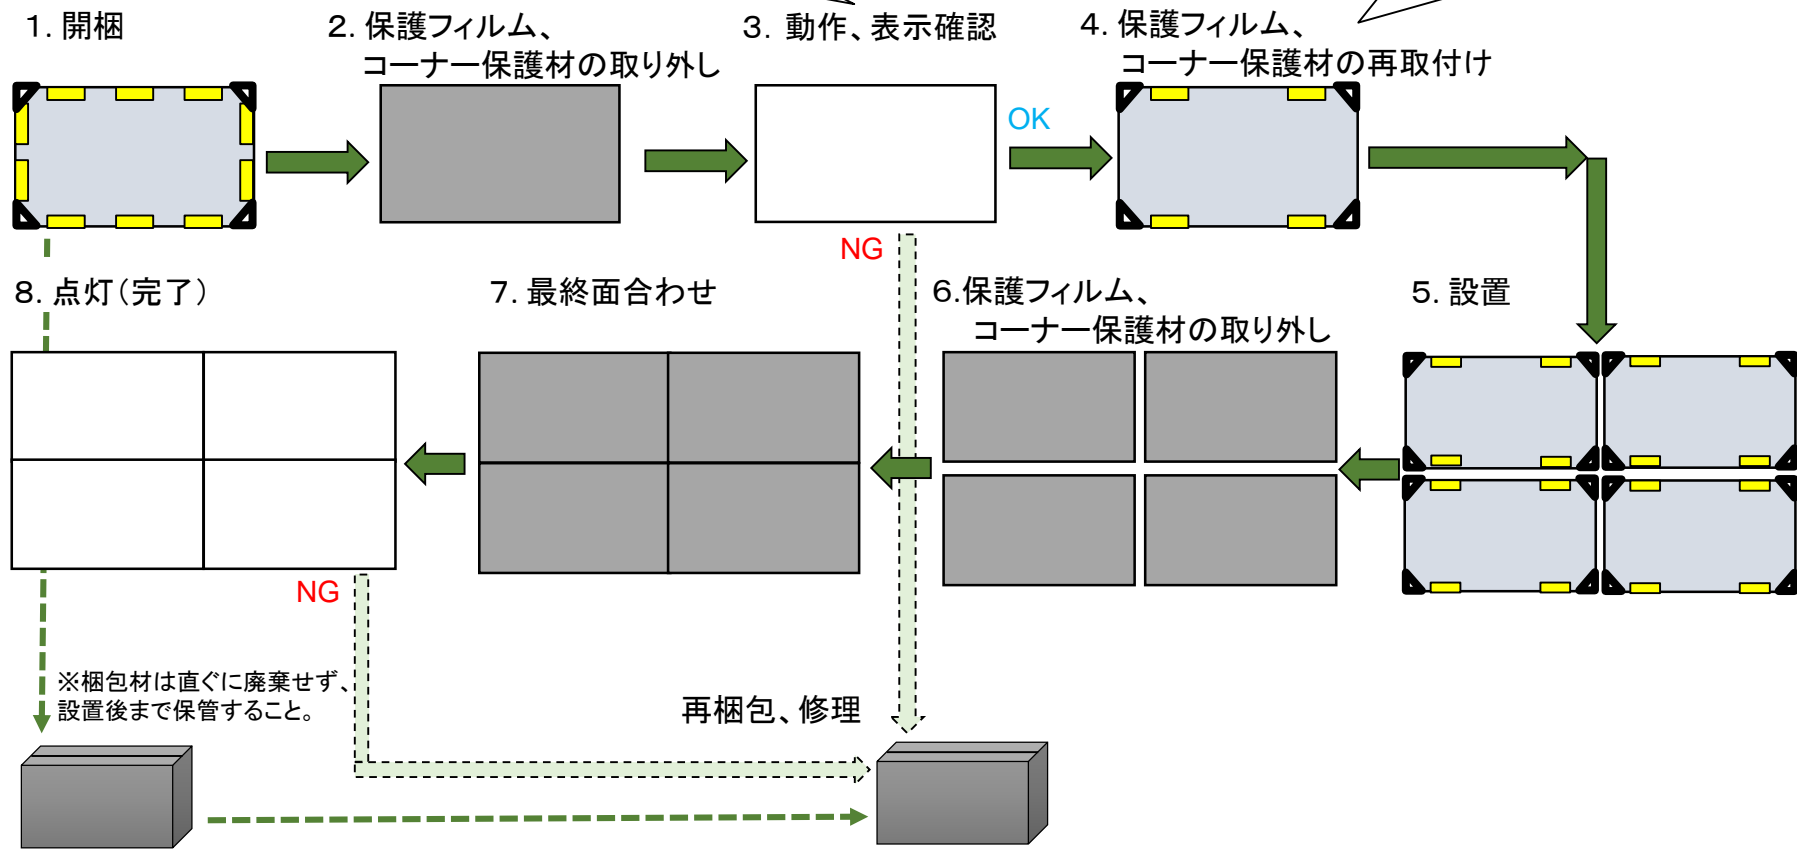 1. 開梱
2. 保護フィルム、
コーナー保護材の取り外し
3. 動作、表示確認
4. 保護フィルム、
コーナー保護材の再取付け
OK
NG
8. 点灯(完了)
7. 最終面合わせ
6.保護フィルム、
コーナー保護材の取り外し
5. 設置
NG
※梱包材は直ぐに廃棄せず、
設置後まで保管すること。
再梱包、修理